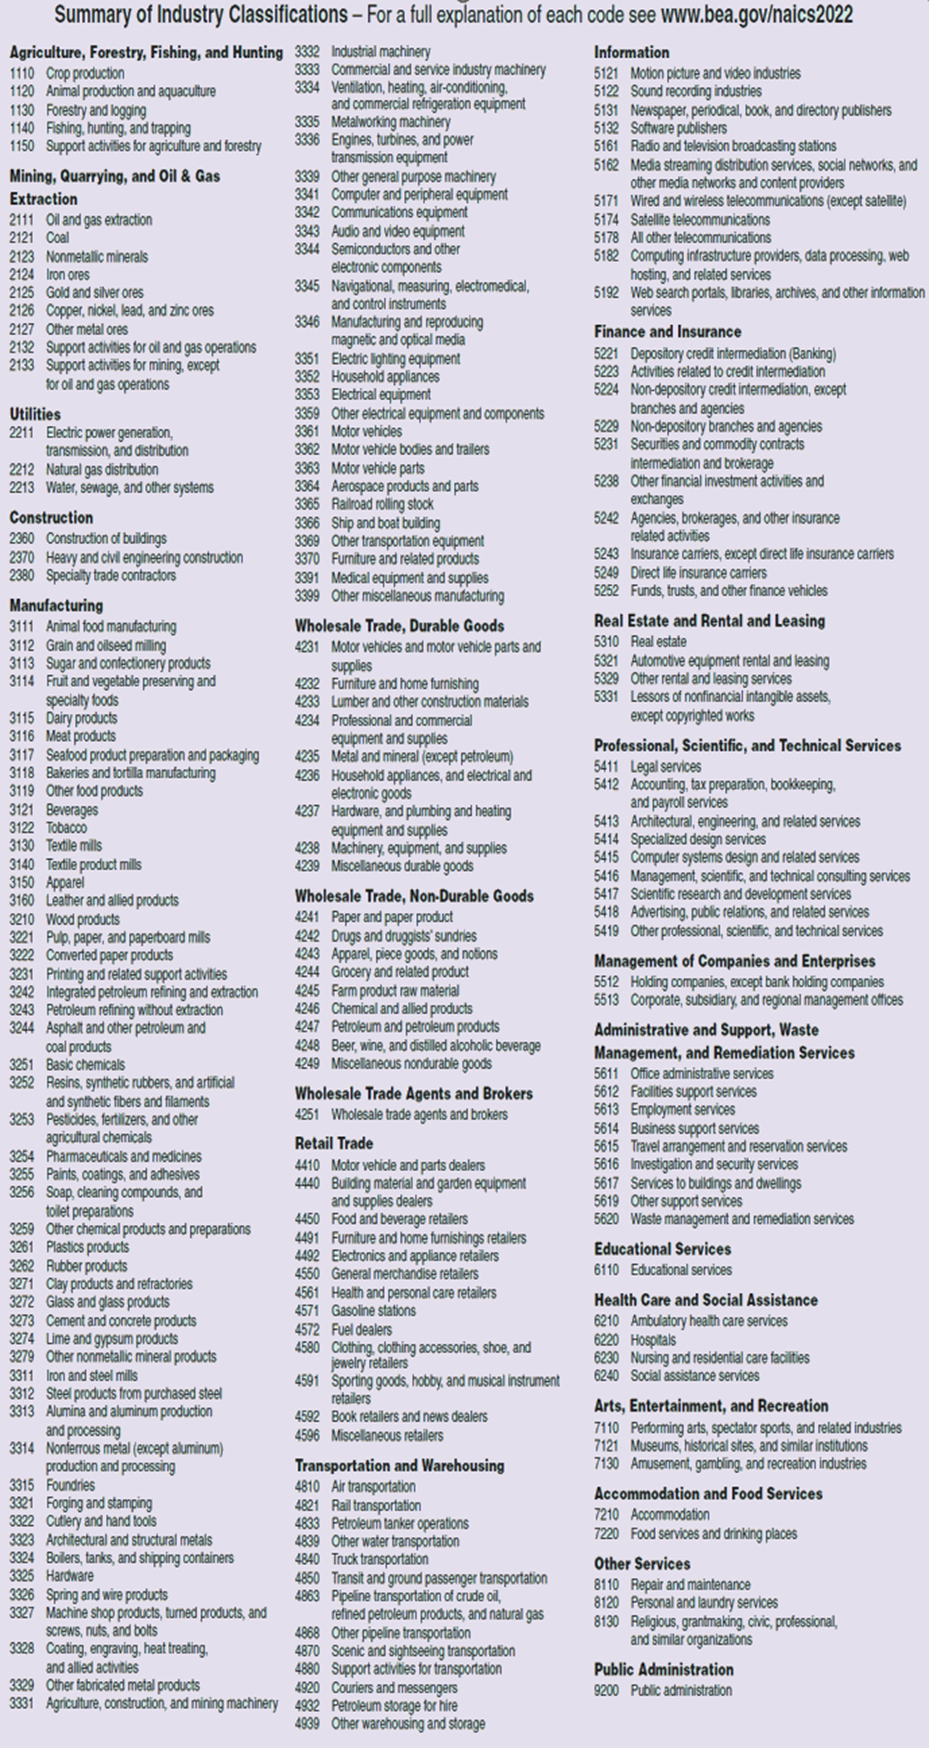 Summary of Industry Classifications – For a full explanation of each code see www.bea.gov/naics2022
Agriculture, Forestry, Fishing, and Hunting
1110 Crop production
1120 Animal production and aquaculture
1130 Forestry and logging
1140 Fishing, hunting, and trapping
1150 Support activities for agriculture and forestry
Mining, Quarrying, and Oil & Gas
Extraction
2111 Oil and gas extraction
2121 Coal
2123 Nonmetallic minerals
2124 Iron ores
2125 Gold and silver ores
2126 Copper, nickel, lead, and zinc ores
2127 Other metal ores
2132 Support activities for oil and gas operations
2133 Support activities for mining, except
for oil and gas operations
Utilities
2211 Electric power generation,
transmission, and distribution
2212 Natural gas distribution
2213 Water, sewage, and other systems
Construction
2360 Construction of buildings
2370 Heavy and civil engineering construction
2380 Specialty trade contractors
Manufacturing
3111 Animal food manufacturing
3112 Grain and oilseed milling
3113 Sugar and confectionery products
3114 Fruit and vegetable preserving and
specialty foods
3115 Dairy products
3116 Meat products
3117 Seafood product preparation and packaging
3118 Bakeries and tortilla manufacturing
3119 Other food products
3121 Beverages
3122 Tobacco
3130 Textile mills
3140 Textile product mills
3150 Apparel
3160 Leather and allied products
3210 Wood products
3221 Pulp, paper, and paperboard mills
3222 Converted paper products
3231 Printing and related support activities
3242 Integrated petroleum refining and extraction
3243 Petroleum refining without extraction
3244 Asphalt and other petroleum and
coal products
3251 Basic chemicals
3252 Resins, synthetic rubbers, and artificial
and synthetic fibers and filaments
3253 Pesticides, fertilizers, and other
agricultural chemicals
3254 Pharmaceuticals and medicines
3255 Paints, coatings, and adhesives
3256 Soap, cleaning compounds, and
toilet preparations
3259 Other chemical products and preparations
3261 Plastics products
3262 Rubber products
3271 Clay products and refractories
3272 Glass and glass products
3273 Cement and concrete products
3274 Lime and gypsum products
3279 Other nonmetallic mineral products
3311 Iron and steel mills
3312 Steel products from purchased steel
3313 Alumina and aluminum production
and processing
3314 Nonferrous metal (except aluminum)
production and processing
3315 Foundries
3321 Forging and stamping
3322 Cutlery and hand tools
3323 Architectural and structural metals
3324 Boilers, tanks, and shipping containers
3325 Hardware
3326 Spring and wire products
3327 Machine shop products, turned products, and
screws, nuts, and bolts
3328 Coating, engraving, heat treating,
and allied activities
3329 Other fabricated metal products
3331 Agriculture, construction, and mining machinery
3332 Industrial machinery
3333 Commercial and service industry machinery
3334 Ventilation, heating, air-conditioning,
and commercial refrigeration equipment
3335 Metalworking machinery
3336 Engines, turbines, and power
transmission equipment
3339 Other general purpose machinery
3341 Computer and peripheral equipment
3342 Communications equipment
3343 Audio and video equipment
3344 Semiconductors and other
electronic components
3345 Navigational, measuring, electromedical,
and control instruments
3346 Manufacturing and reproducing
magnetic and optical media
3351 Electric lighting equipment
3352 Household appliances
3353 Electrical equipment
3359 Other electrical equipment and components
3361 Motor vehicles
3362 Motor vehicle bodies and trailers
3363 Motor vehicle parts
3364 Aerospace products and parts
3365 Railroad rolling stock
3366 Ship and boat building
3369 Other transportation equipment
3370 Furniture and related products
3391 Medical equipment and supplies
3399 Other miscellaneous manufacturing
Wholesale Trade, Durable Goods
4231 Motor vehicles and motor vehicle parts and
supplies
4232 Furniture and home furnishing
4233 Lumber and other construction materials
4234 Professional and commercial
equipment and supplies
4235 Metal and mineral (except petroleum)
4236 Household appliances, and electrical and
electronic goods
4237 Hardware, and plumbing and heating
equipment and supplies
4238 Machinery, equipment, and supplies
4239 Miscellaneous durable goods
Wholesale Trade, Non-Durable Goods
4241 Paper and paper product
4242 Drugs and druggists' sundries
4243 Apparel, piece goods, and notions
4244 Grocery and related product
4245 Farm product raw material
4246 Chemical and allied products
4247 Petroleum and petroleum products
4248 Beer, wine, and distilled alcoholic beverage
4249 Miscellaneous nondurable goods
Wholesale Trade Agents and Brokers
4251 Wholesale trade agents and brokers
Retail Trade
4410 Motor vehicle and parts dealers
4440 Building material and garden equipment
and supplies dealers
4450 Food and beverage retailers
4491 Furniture and home furnishings retailers
4492 Electronics and appliance retailers
4550 General merchandise retailers
4561 Health and personal care retailers
4571 Gasoline stations
4572 Fuel dealers
4580 Clothing, clothing accessories, shoe, and
jewelry retailers
4591 Sporting goods, hobby, and musical instrument
retailers
4592 Book retailers and news dealers
4596 Miscellaneous retailers
Transportation and Warehousing
4810 Air transportation
4821 Rail transportation
4833 Petroleum tanker operations
4839 Other water transportation
4840 Truck transportation
4850 Transit and ground passenger transportation
4863 Pipeline transportation of crude oil,
refined petroleum products, and natural gas
4868 Other pipeline transportation
4870 Scenic and sightseeing transportation
4880 Support activities for transportation
4920 Couriers and messengers
4932 Petroleum storage for hire
4939 Other warehousing and storage
Information
5121 Motion picture and video industries
5122 Sound recording industries
5131 Newspaper, periodical, book, and directory publishers
5132 Software publishers
5161 Radio and television broadcasting stations
5162 Media streaming distribution services, social networks, and
other media networks and content providers
5171 Wired and wireless telecommunications (except satellite)
5174 Satellite telecommunications
5178 All other telecommunications
5182 Computing infrastructure providers, data processing, web
hosting, and related services
5192 Web search portals, libraries, archives, and other information
services
Finance and Insurance
5221 Depository credit intermediation (Banking)
5223 Activities related to credit intermediation
5224 Non-depository credit intermediation, except
branches and agencies
5229 Non-depository branches and agencies
5231 Securities and commodity contracts
intermediation and brokerage
5238 Other financial investment activities and
exchanges
5242 Agencies, brokerages, and other insurance
related activities
5243 Insurance carriers, except direct life insurance carriers
5249 Direct life insurance carriers
5252 Funds, trusts, and other finance vehicles
Real Estate and Rental and Leasing
5310 Real estate
5321 Automotive equipment rental and leasing
5329 Other rental and leasing services
5331 Lessors of nonfinancial intangible assets,
except copyrighted works
Professional, Scientific, and Technical Services
5411 Legal services
5412 Accounting, tax preparation, bookkeeping,
and payroll services
5413 Architectural, engineering, and related services
5414 Specialized design services
5415 Computer systems design and related services
5416 Management, scientific, and technical consulting services
5417 Scientific research and development services
5418 Advertising, public relations, and related services
5419 Other professional, scientific, and technical services
Management of Companies and Enterprises
5512 Holding companies, except bank holding companies
5513 Corporate, subsidiary, and regional management offices
Administrative and Support, Waste
Management, and Remediation Services
5611 Office administrative services
5612 Facilities support services
5613 Employment services
5614 Business support services
5615 Travel arrangement and reservation services
5616 Investigation and security services
5617 Services to buildings and dwellings
5619 Other support services
5620 Waste management and remediation services
Educational Services
6110 Educational services
Health Care and Social Assistance
6210 Ambulatory health care services
6220 Hospitals
6230 Nursing and residential care facilities
6240 Social assistance services
Arts, Entertainment, and Recreation
7110 Performing arts, spectator sports, and related industries
7121 Museums, historical sites, and similar institutions
7130 Amusement, gambling, and recreation industries
Accommodation and Food Services
7210 Accommodation
7220 Food services and drinking places
Other Services
8110 Repair and maintenance
8120 Personal and laundry services
8130 Religious, grantmaking, civic, professional,
and similar organizations
Public Administration
9200 Public administration